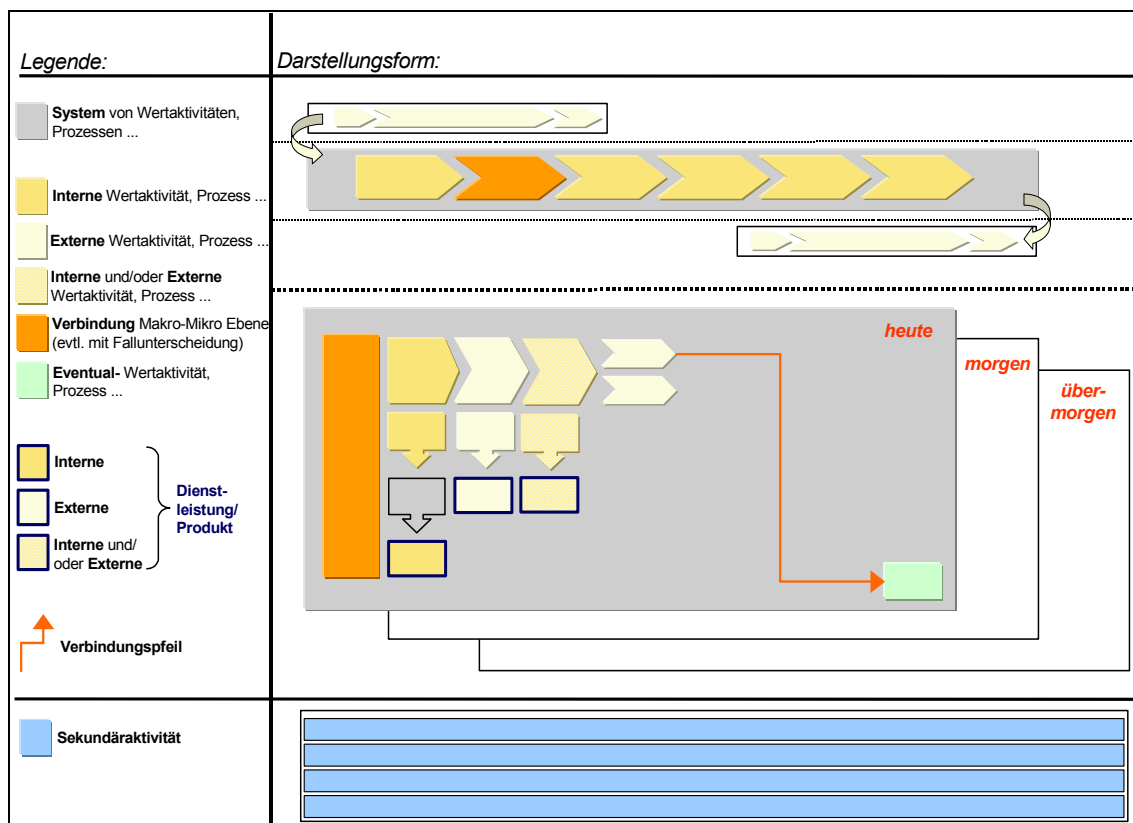 Legende:
Darstellungsform:
System von Wertaktivitäten,
Prozessen ...
Interne Wertaktivität, Prozess ...
Externe Wertaktivität, Prozess ...
Interne und/oder Externe
Wertaktivität, Prozess ...
Verbindung Makro-Mikro Ebene
(evtl. mit Fallunterscheidung)
Eventual- Wertaktivität,
Prozess ...
Interne
Externe
Interne und/
oder Externe
Dienst-
leistung/
Produkt
Verbindungspfeil
heute
morgen
über-
morgen
Sekundäraktivität